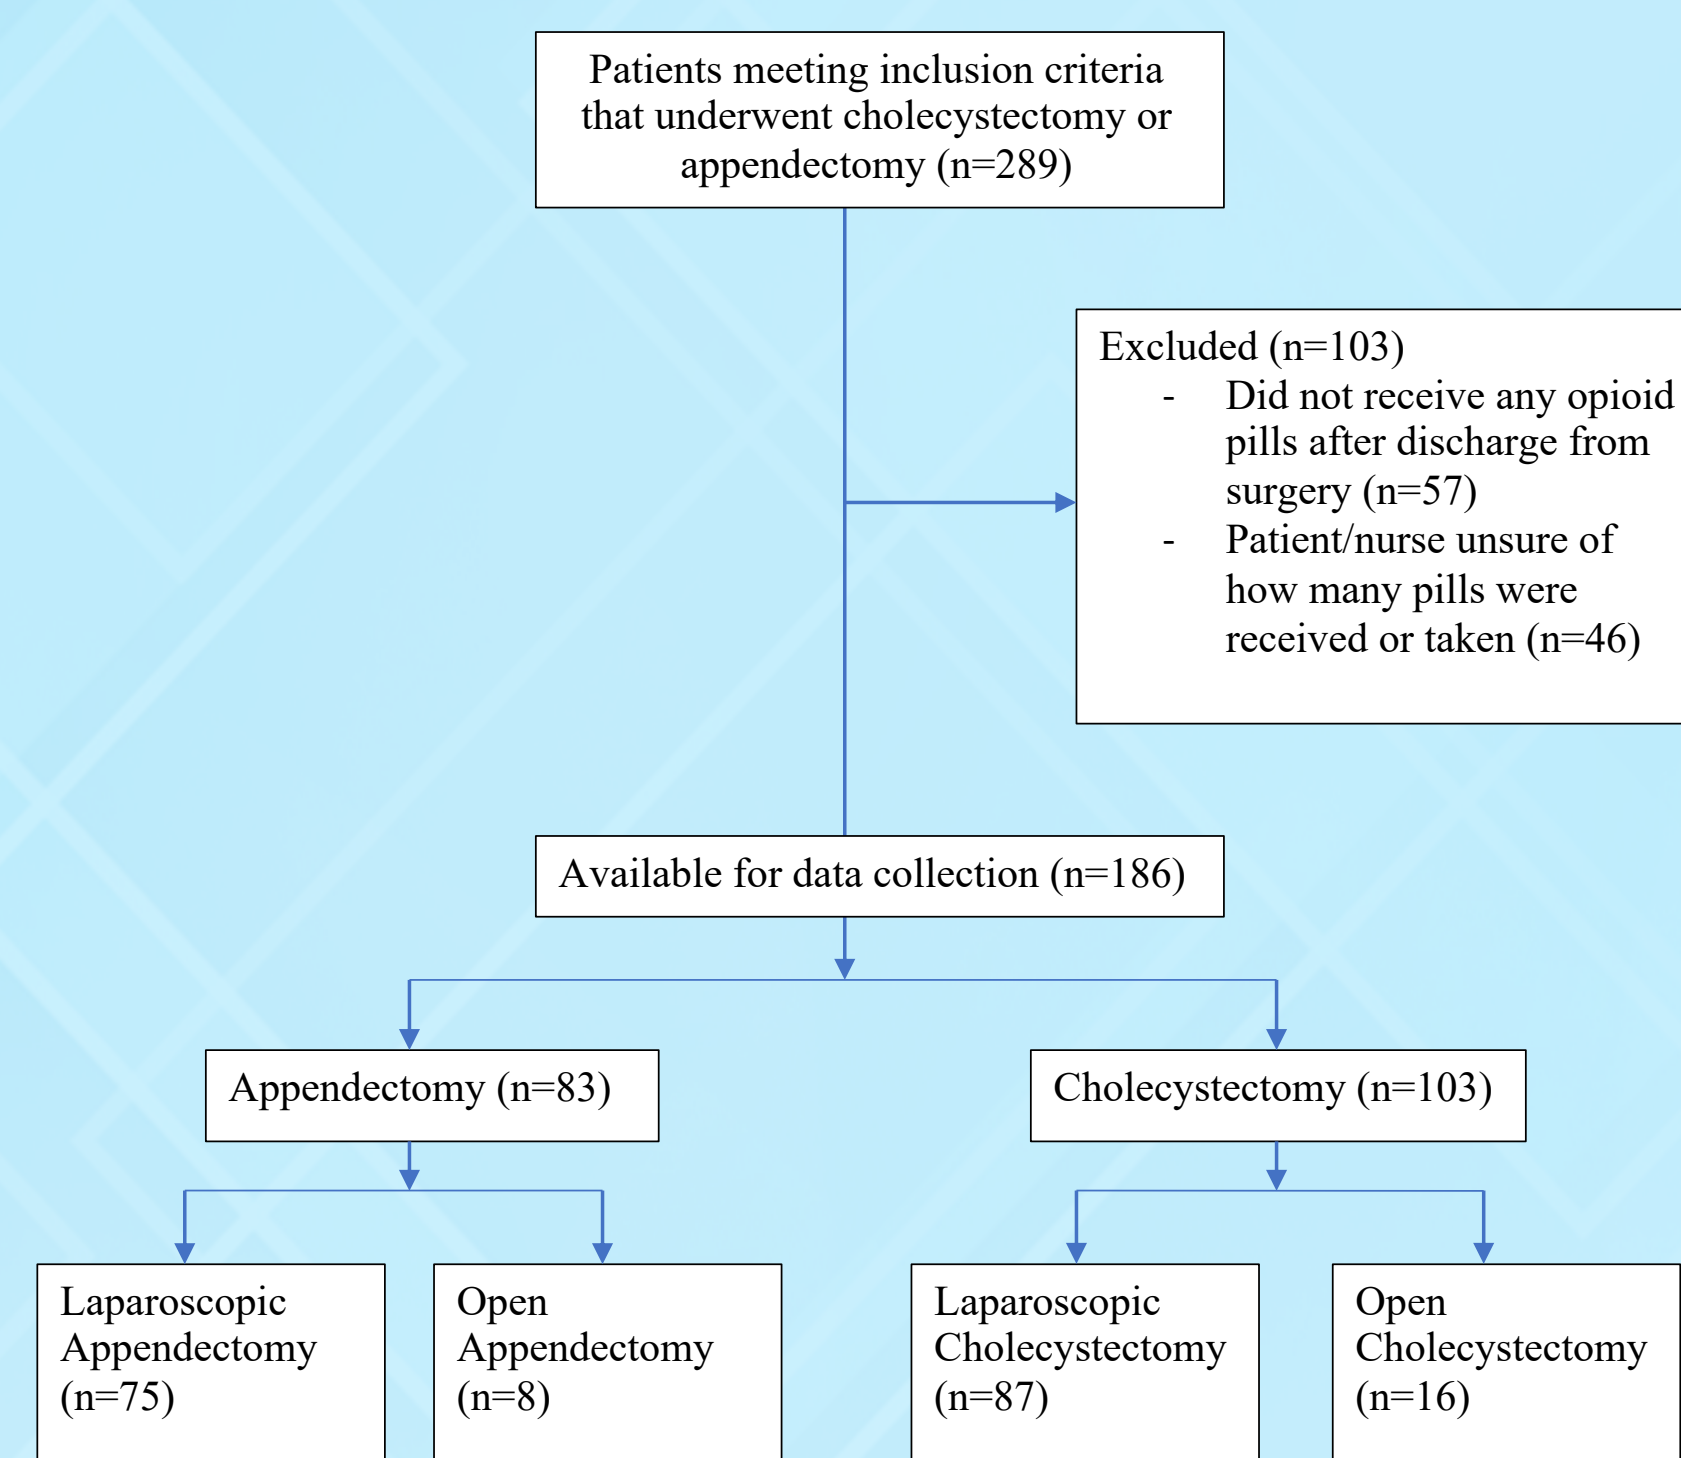 Patients meeting inclusion criteria
that underwent cholecystectomy or
appendectomy (n=289)
Excluded (n=103)
- Did not receive any opioid
pills after discharge from
surgery (n=57)
- Patient/nurse unsure of
how many pills were
received or taken (n=46)
Available for data collection (n=186)
Appendectomy (n=83)
Cholecystectomy (n=103)
Laparoscopic
Appendectomy
(n=75)
Open
Appendectomy
(n=8)
Laparoscopic
Cholecystectomy
(n=87)
Open
Cholecystectomy
(n=16)